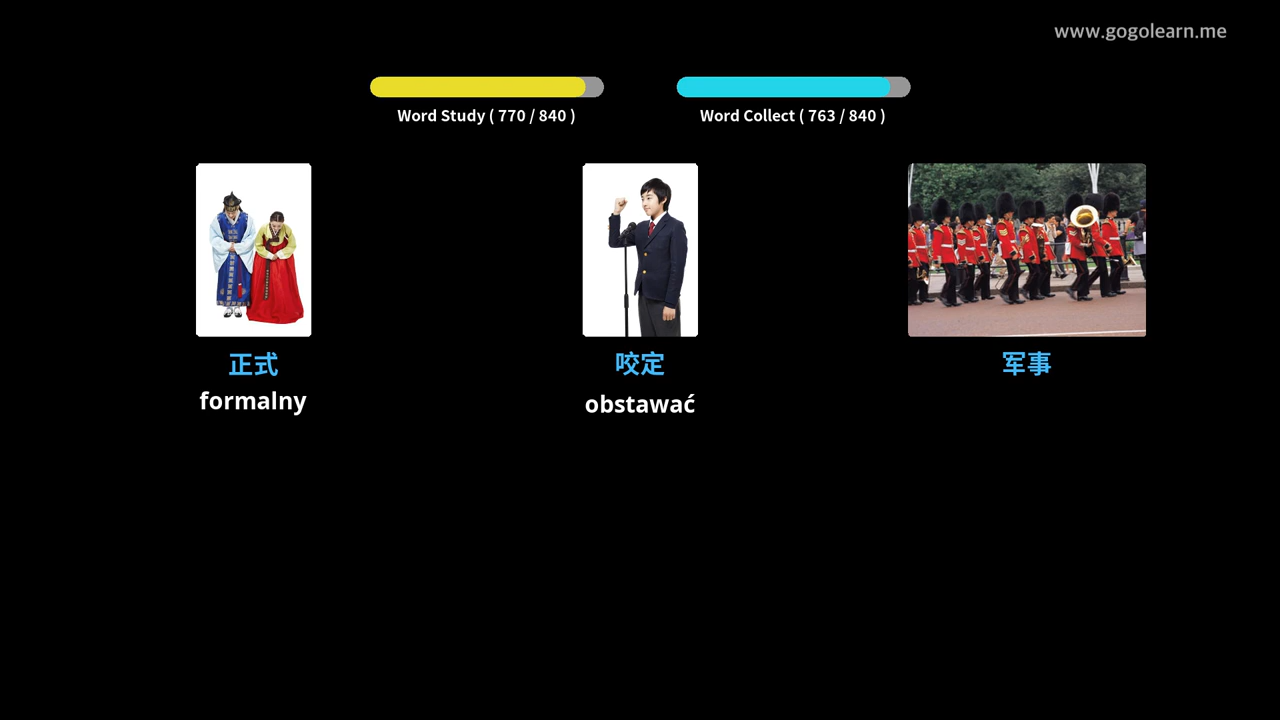 www.gogolearn.me
Word Study ( 770 / 840 )
Word Collect ( 763 / 840 )
正式
formalny
咬定
obstawać
军事